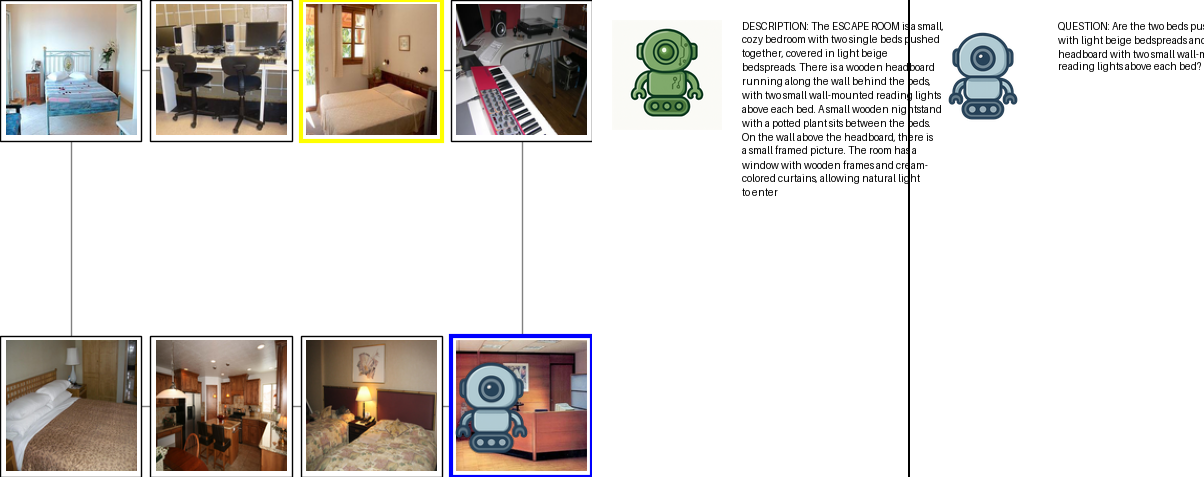 DESCRIPTION: The ESCAPE ROOM is a small,
cozy bedroom with two single beds pushed
together, covered in light beige
bedspreads. There is a wooden headboard
running along the wall behind the beds,
with two small wall-mounted reading lights
above each bed. A small wooden nightstand
with a potted plant sits between the beds.
On the wall above the headboard, there is
a small framed picture. The room has a
window with wooden frames and cream-
colored curtains, allowing natural light
to enter
QUESTION: Are the two beds pus
with light beige bedspreads and
headboard with two small wall-m
reading lights above each bed?